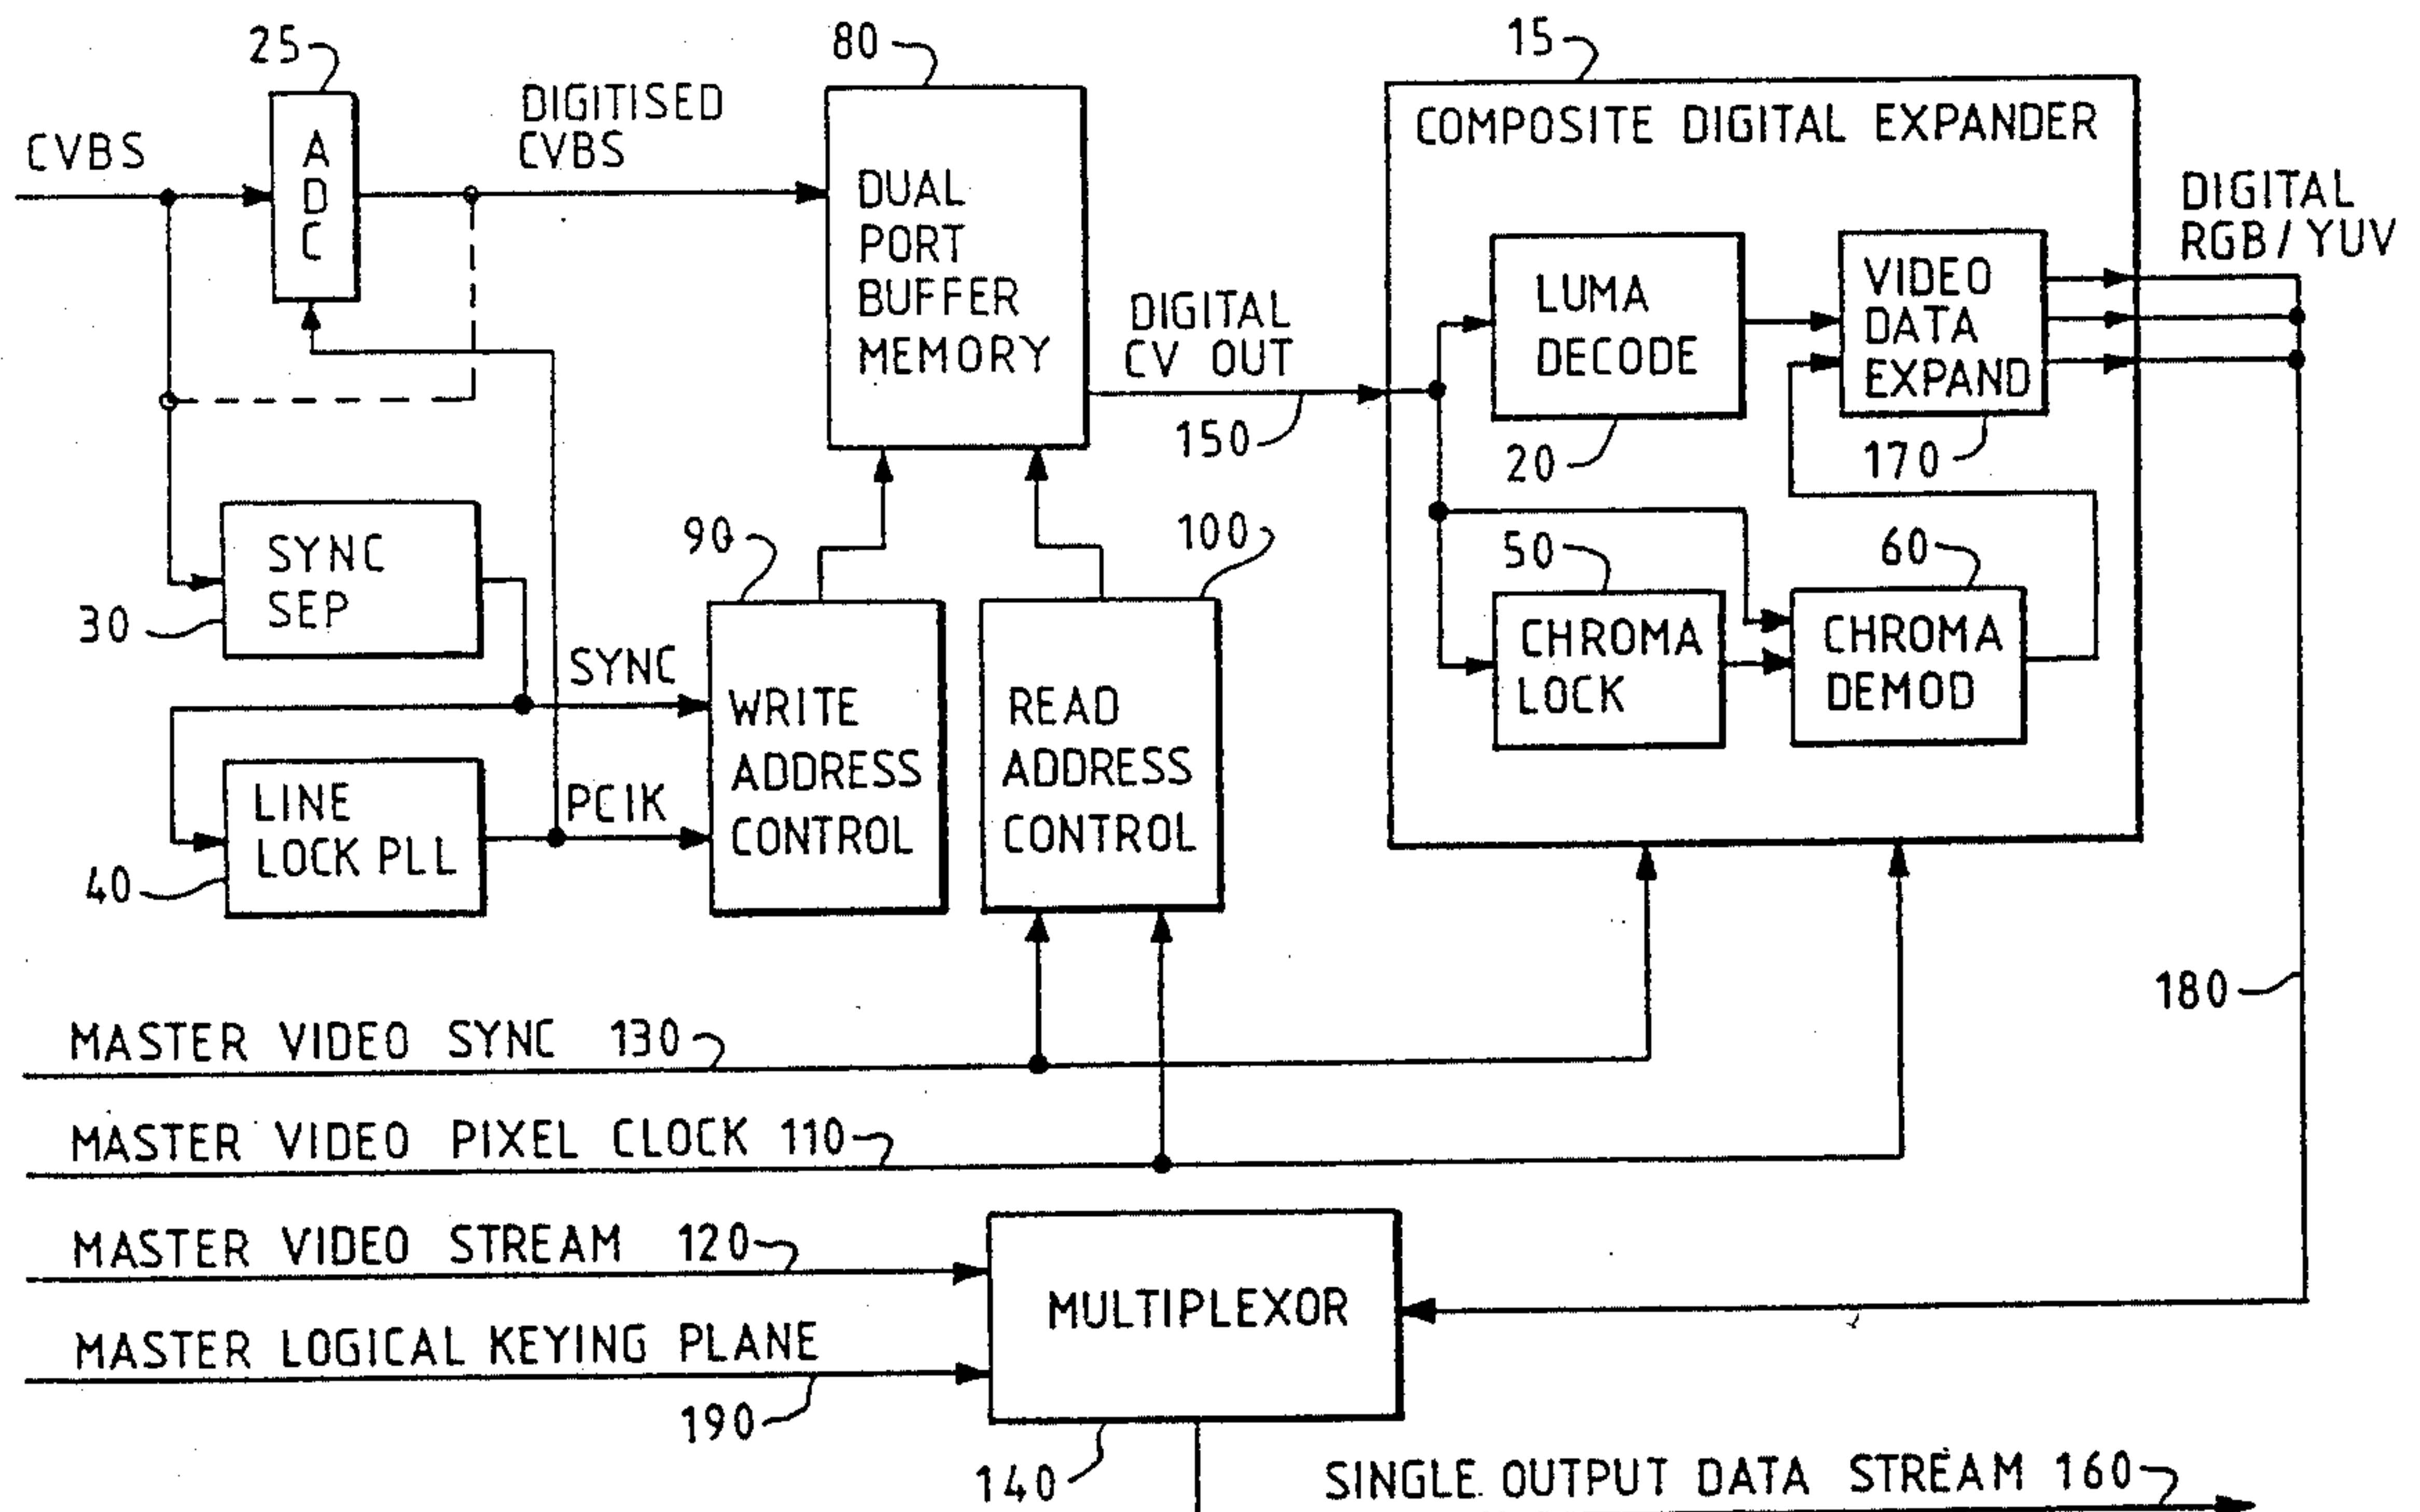 25
80
15
CVBS
ADC
DIGITISED
CVBS
DUAL
PORT
BUFFER
MEMORY
COMPOSITE DIGITAL EXPANDER
DIGITAL
RGB/YUV
DIGITAL
CV OUT
150
LUMA
DECODE
20
VIDEO
DATA
EXPAND
170
SYNC
SEP
30
90
100
50
60
CHROMA
LOCK
CHROMA
DEMOD
SYNC
PCIK
LINE
LOCK PLL
40
WRITE
ADDRESS
CONTROL
READ
ADDRESS
CONTROL
180
MASTER VIDEO SYNC 130
MASTER VIDEO PIXEL CLOCK 110
MASTER VIDEO STREAM 120
MULTIPLEXOR
MASTER LOGICAL KEYING PLANE
190
140
SINGLE OUTPUT DATA STREAM 160